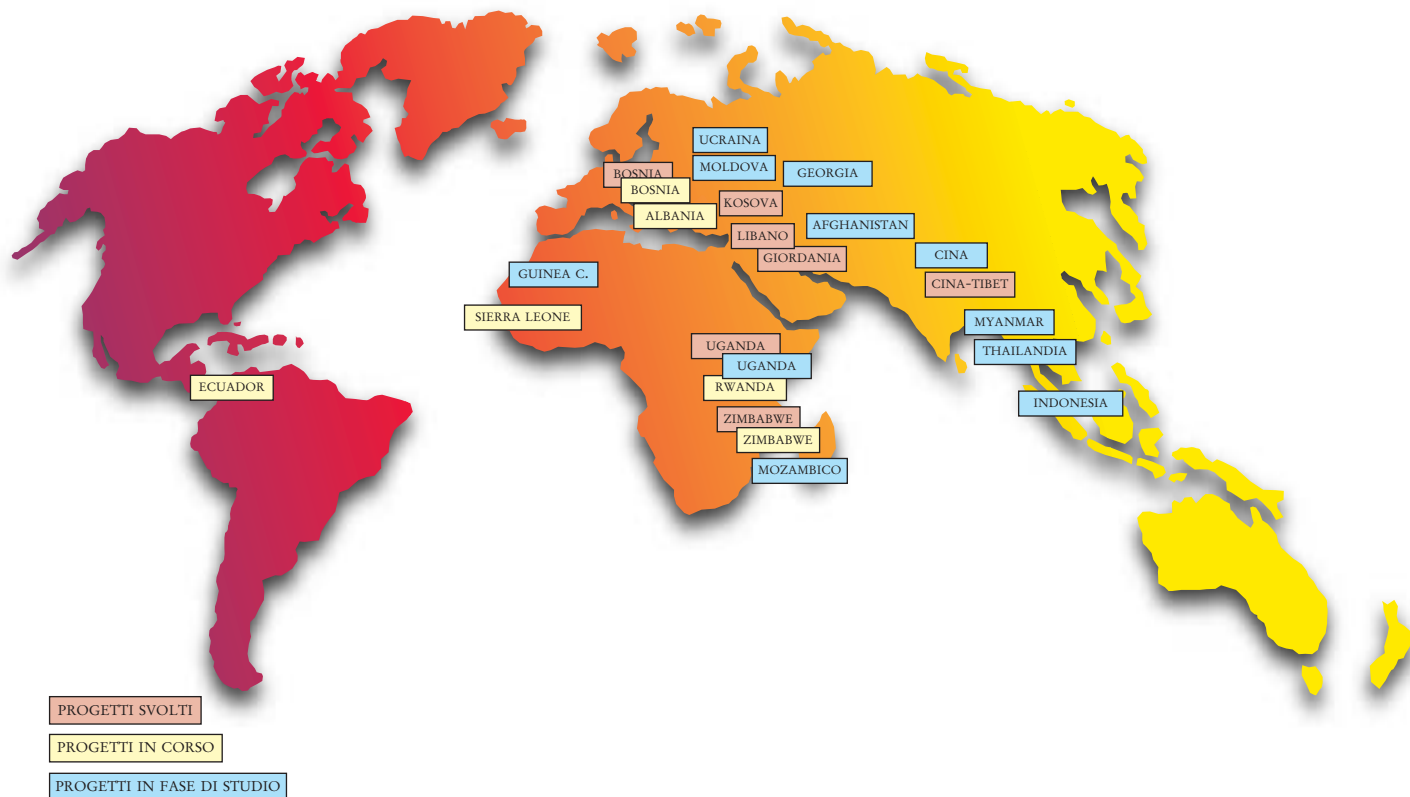 UCRAINA
MOLDOVA
GEORGIA
BOSNIA
BOSNIA
KOSOVA
ALBANIA
AFGHANISTAN
LIBANO
GIORDANIA
CINA
CINA-TIBET
GUINEA C.
SIERRA LEONE
MYANMAR
THAILANDIA
UGANDA
UGANDA
RWANDA
ECUADOR
INDONESIA
ZIMBABWE
ZIMBABWE
MOZAMBICO
PROGETTI SVOLTI
PROGETTI IN CORSO
PROGETTI IN FASE DI STUDIO